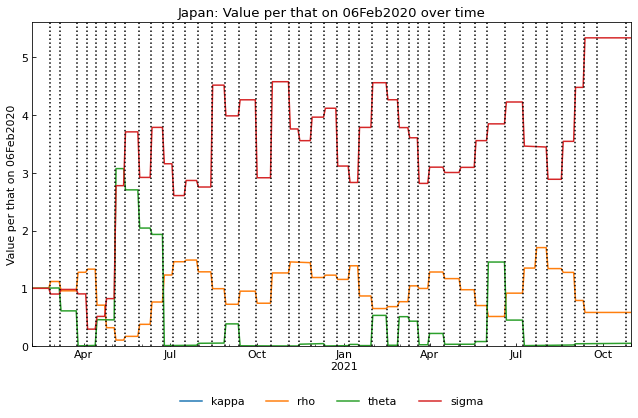 Japan: Value per that on 06Feb2020 over time
Value per that on 06Feb2020
5
4
3
2
1
0
Apr Jul Oct Jan Apr Jul Oct
2021
kappa rho theta sigma